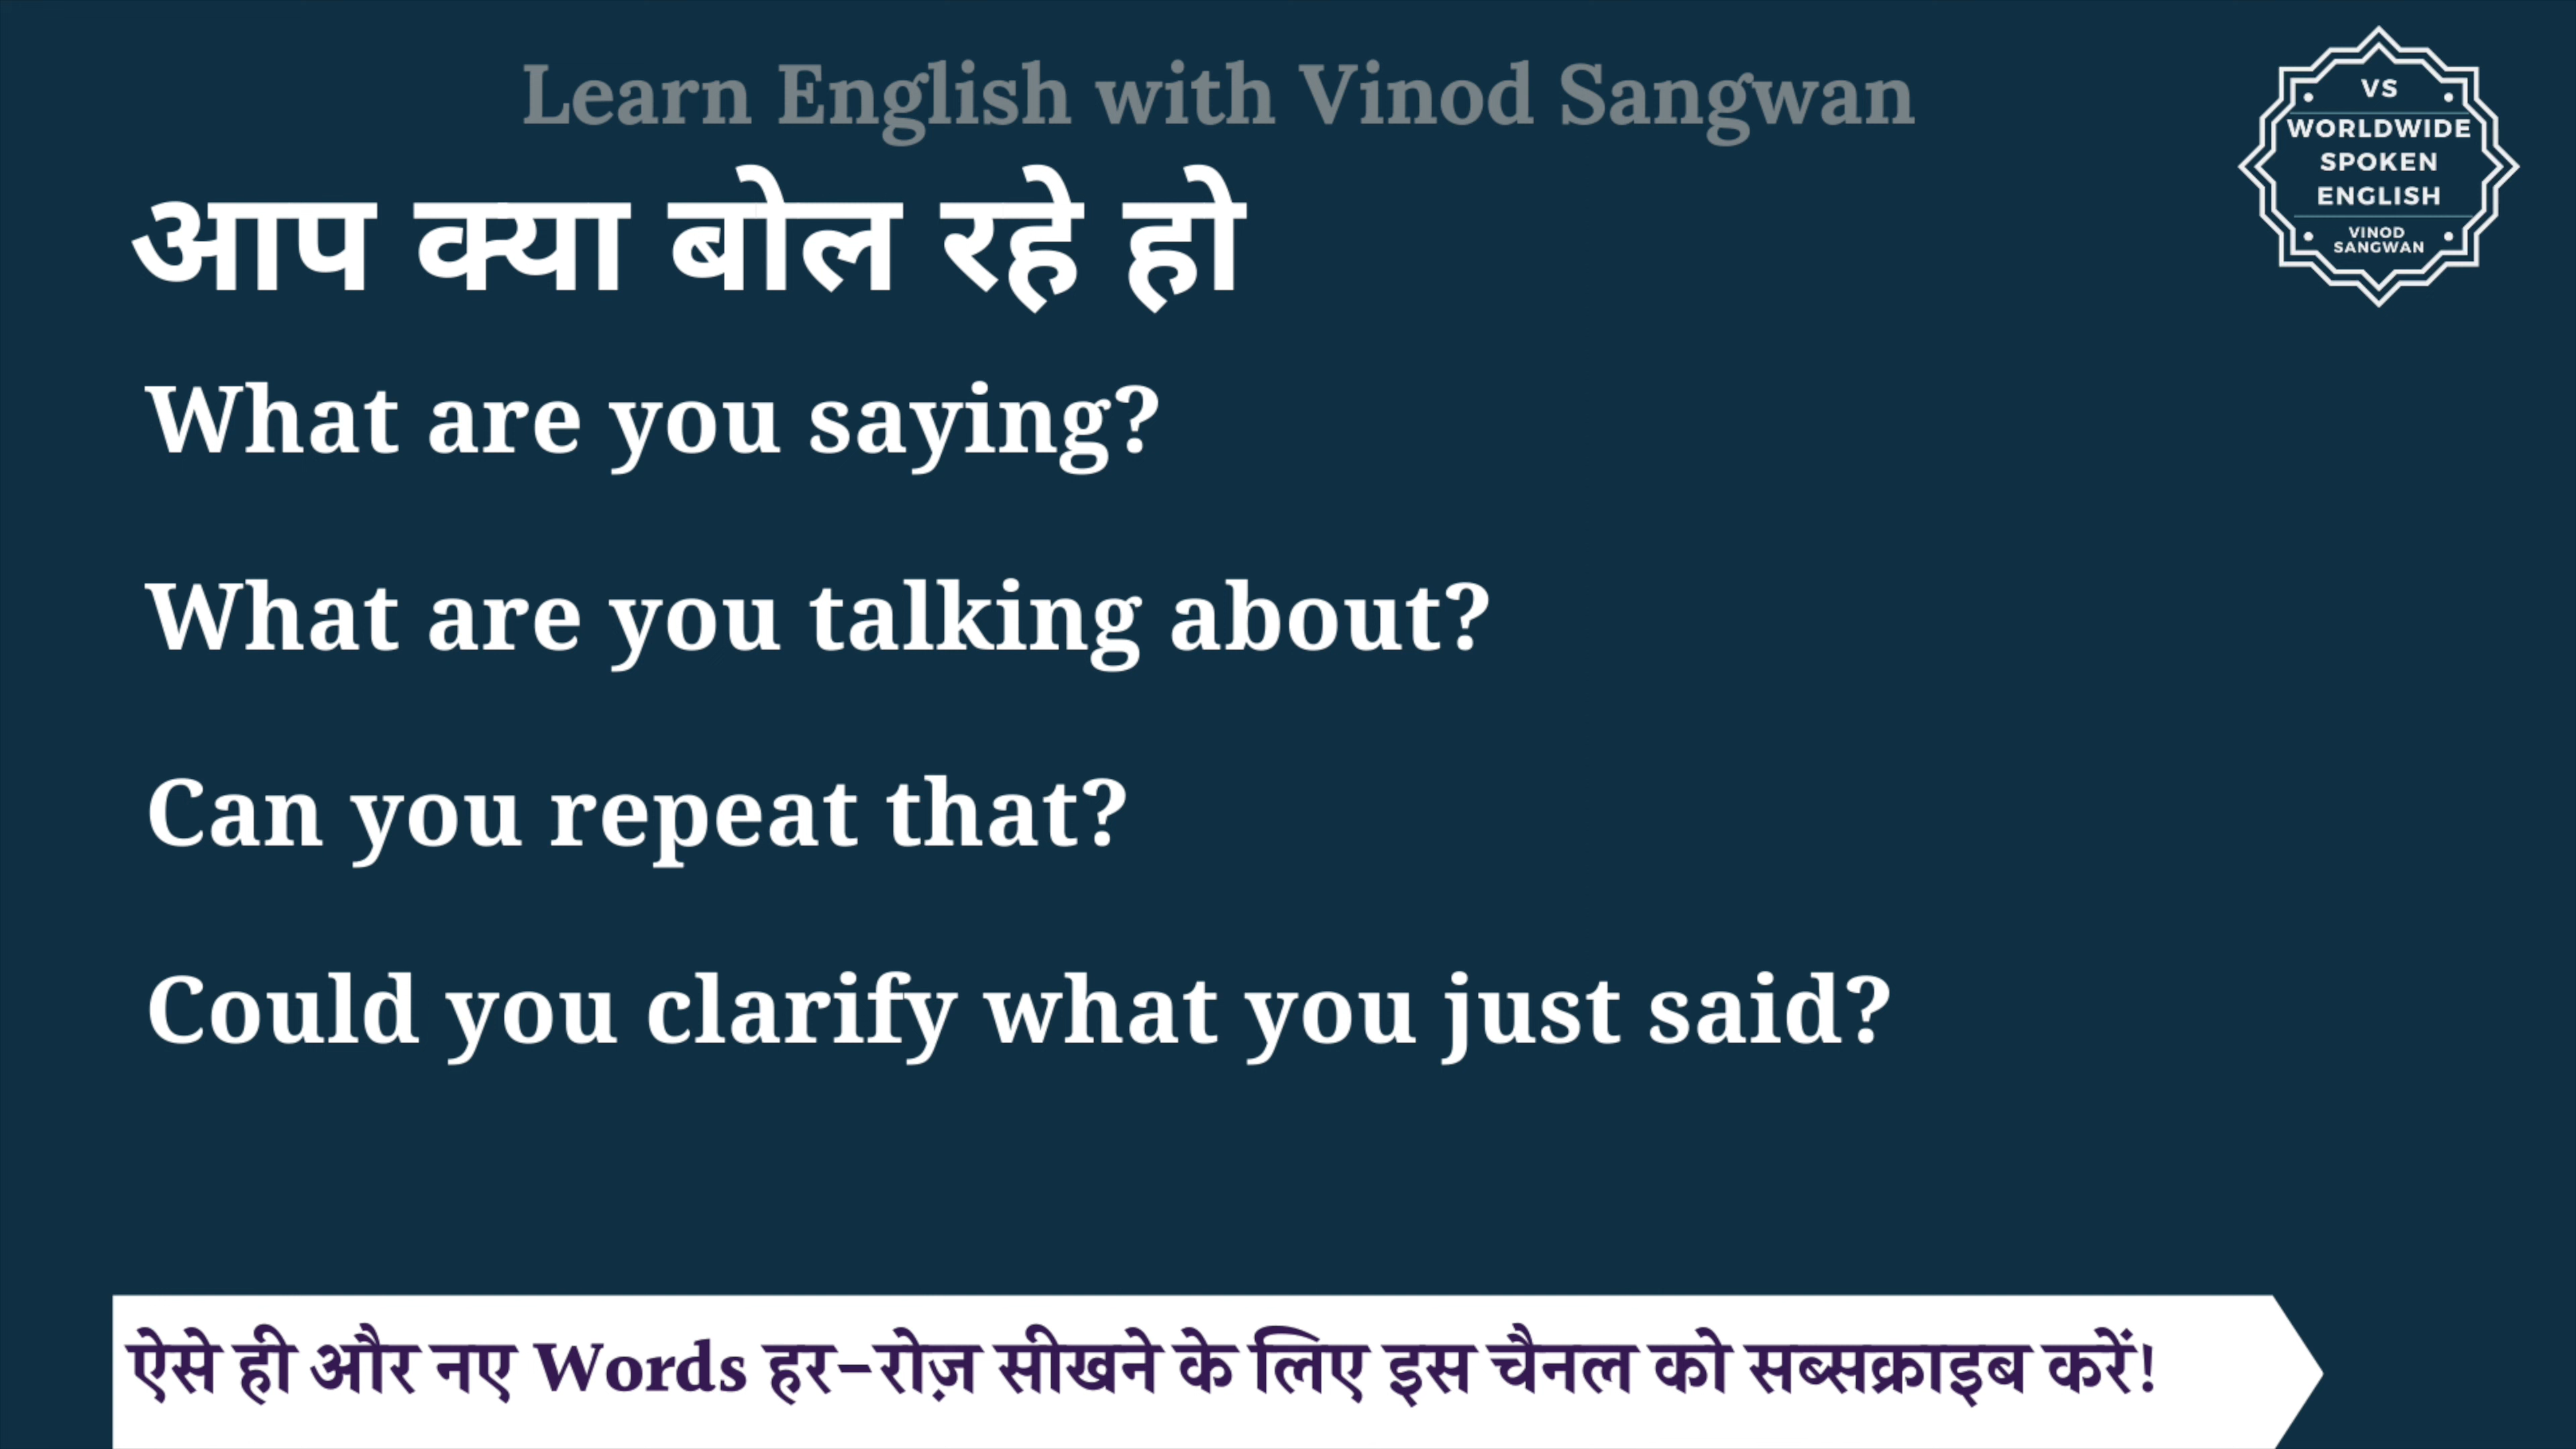 Learn English with Vinod Sangwan
VS
WORLDWIDE
SPOKEN
ENGLISH
VINOD
SANGWAN
आप क्या बोल रहे हो
What are you saying?
What are you talking about?
Can you repeat that?
Could you clarify what you just said?
ऐसे ही और नए Words हर-रोज़ सीखने के लिए इस चैनल को सब्सक्राइब करें!